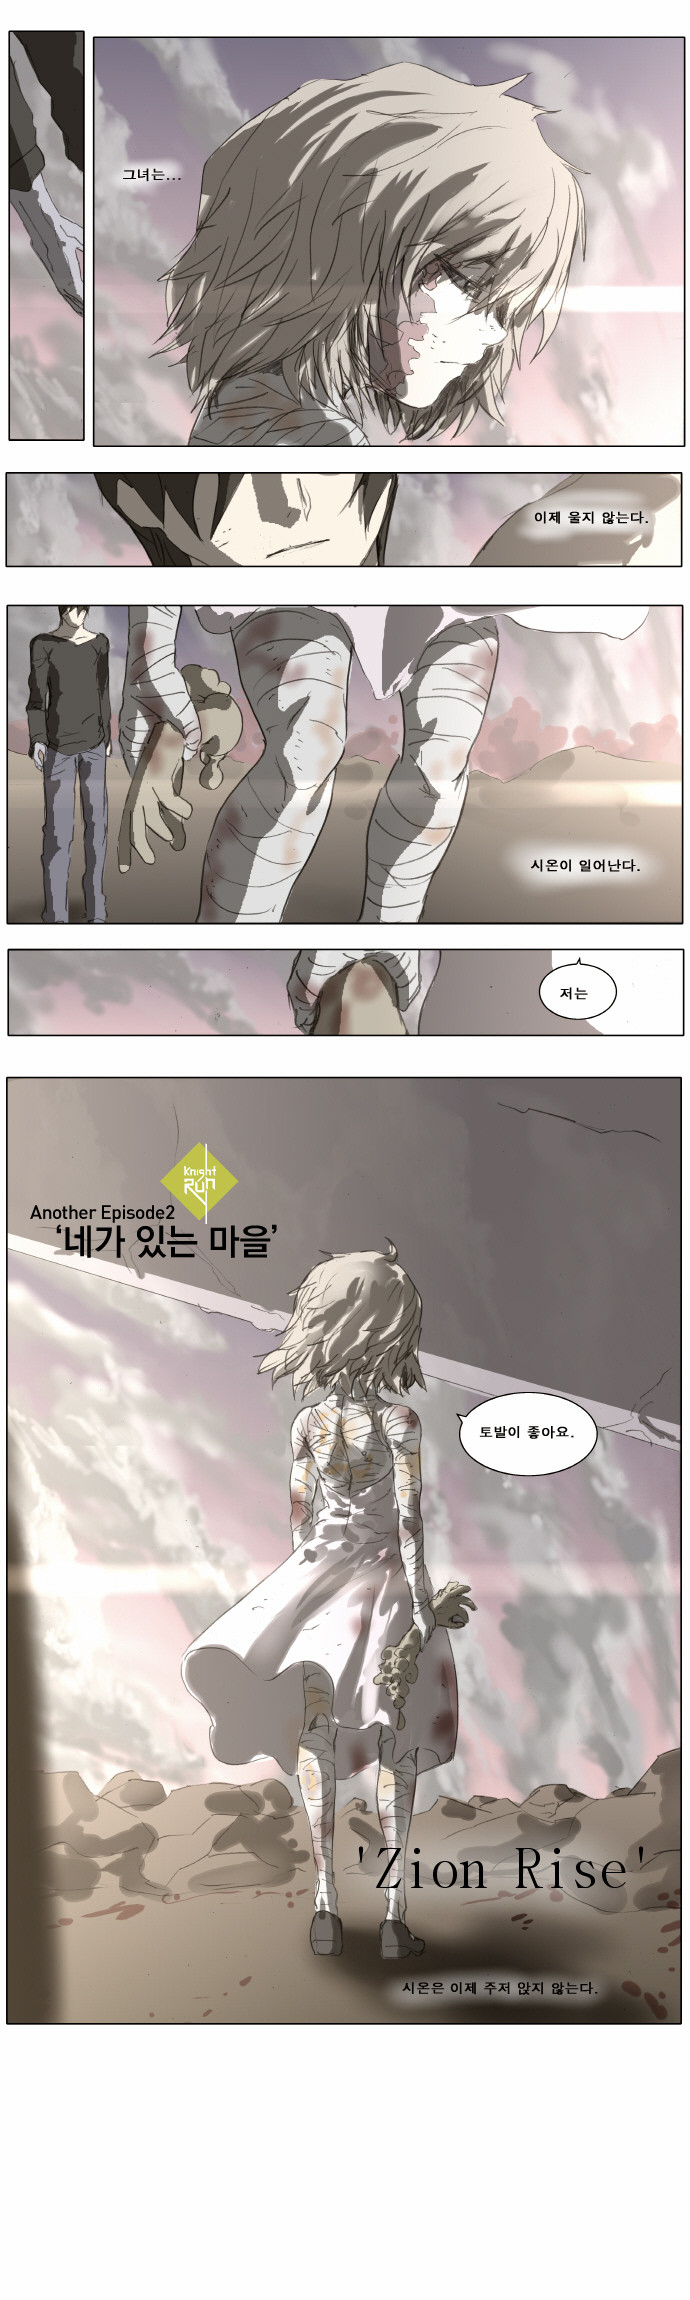 그녀는...
이제 울지 않는다.
시온이 일어난다.
저는
Knight
Run
Another Episode2
'네가 있는 마을'
토발이 좋아요.
'Zion Rise'
시온은 이제 주저 앉지 않는다.